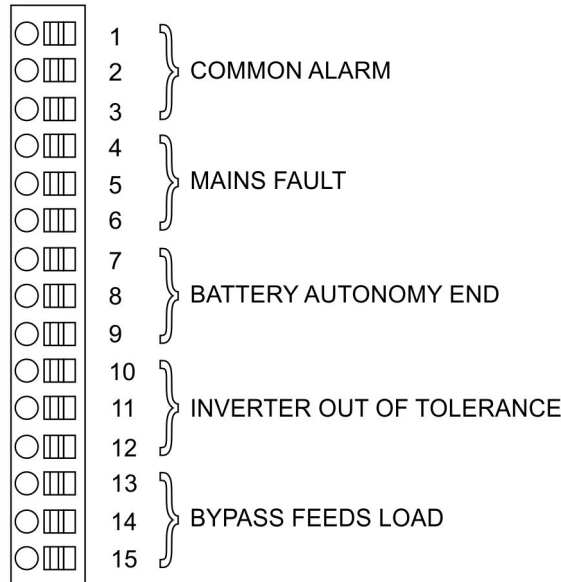 1
2 COMMON ALARM
3
4
5 MAINS FAULT
6
7
8 BATTERY AUTONOMY END
9
10
11 INVERTER OUT OF TOLERANCE
12
13
14 BYPASS FEEDS LOAD
15